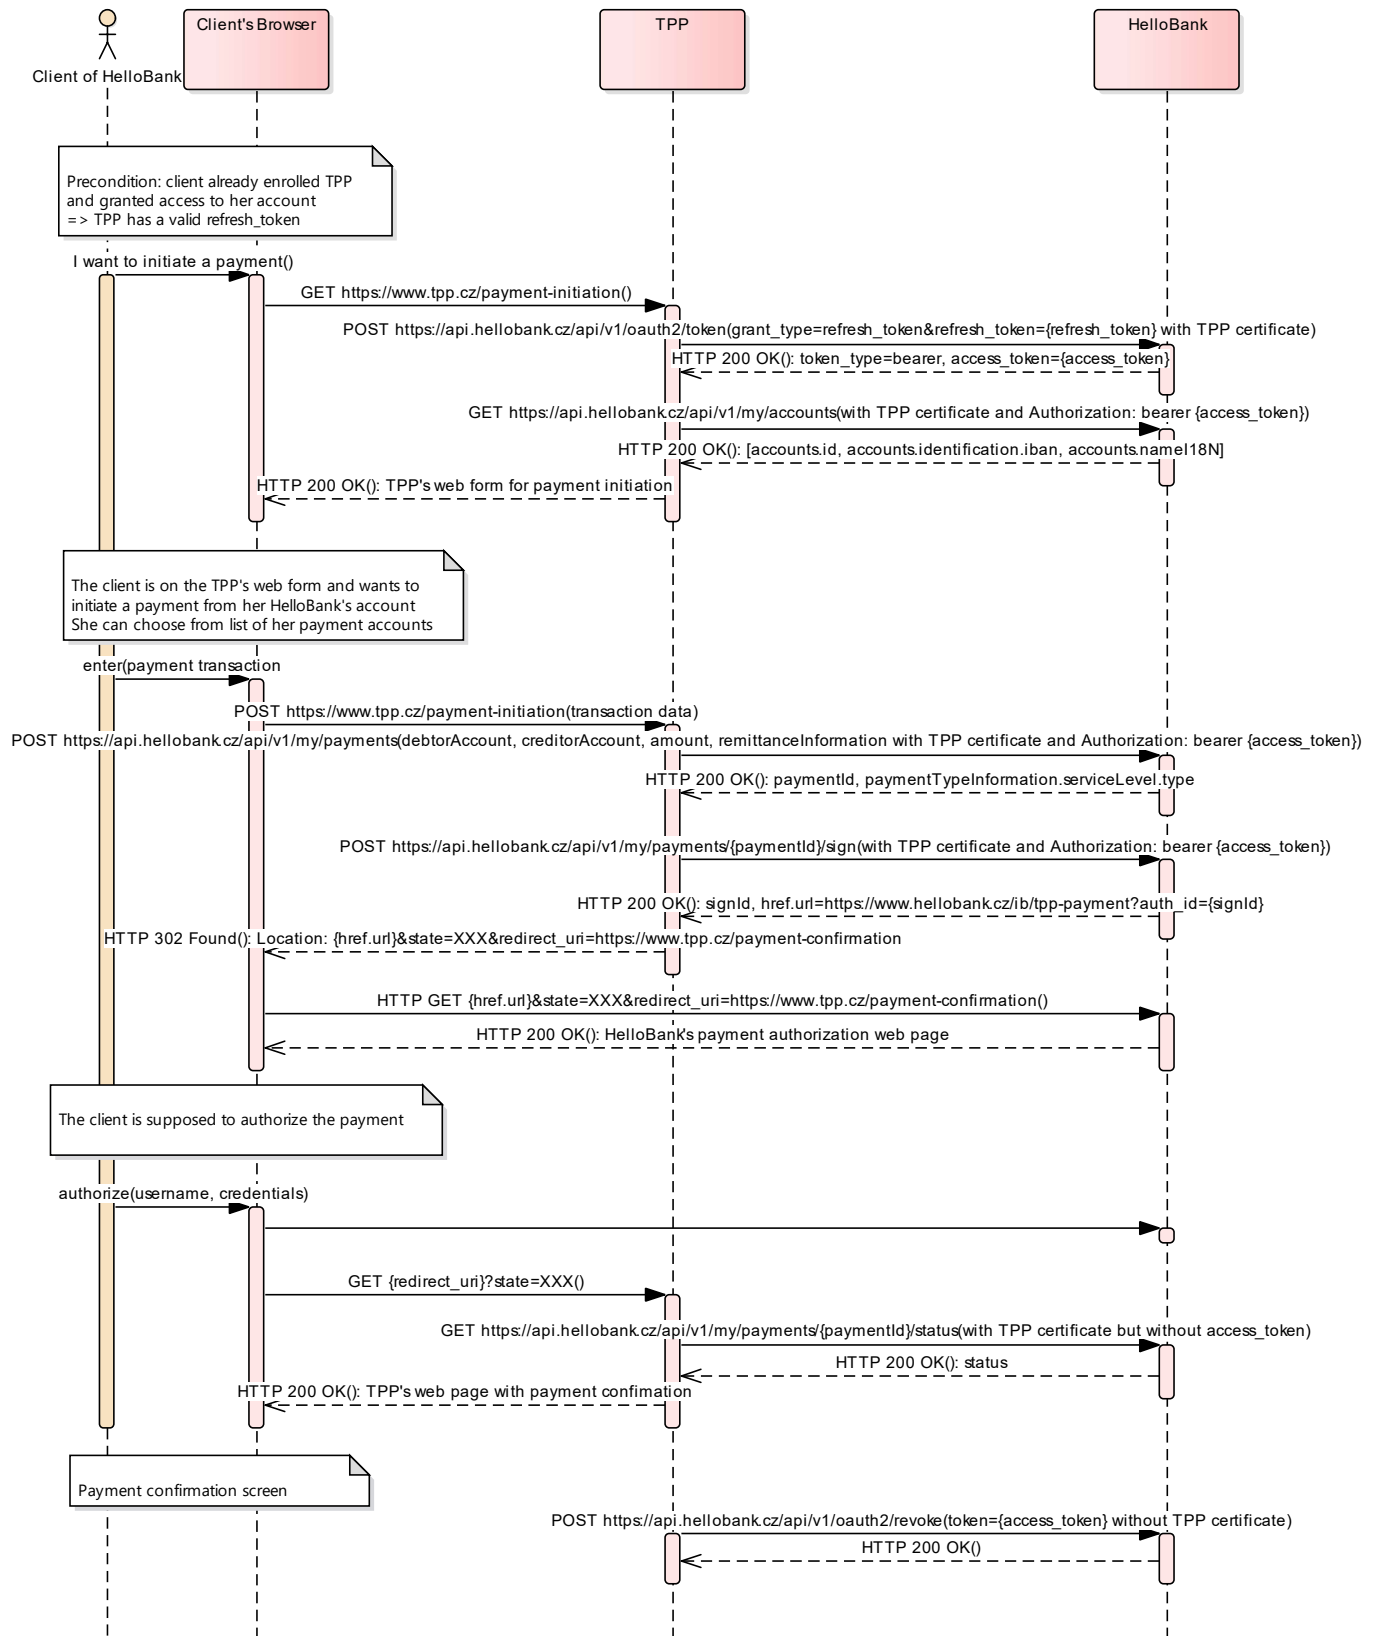 Client of HelloBank
Client's Browser
TPP
HelloBank
Precondition: client already enrolled TPP
and granted access to her account
=> TPP has a valid refresh_token
I want to initiate a payment()
GET https://www.tpp.cz/payment-initiation()
POST https://api.hellobank.cz/api/v1/oauth2/token(grant_type=refresh_token&refresh_token={refresh_token} with TPP certificate)
HTTP 200 OK(): token_type=bearer, access_token={access_token}
GET https://api.hellobank.cz/api/v1/my/accounts(with TPP certificate and Authorization: bearer {access_token})
HTTP 200 OK(): [accounts.id, accounts.identification.iban, accounts.nameI18N]
HTTP 200 OK(): TPP's web form for payment initiation
The client is on the TPP's web form and wants to
initiate a payment from her HelloBank's account
She can choose from list of her payment accounts
enter(payment transaction
POST https://www.tpp.cz/payment-initiation(transaction data)
POST https://api.hellobank.cz/api/v1/my/payments(debtorAccount, creditorAccount, amount, remittanceInformation with TPP certificate and Authorization: bearer {access_token})
HTTP 200 OK(): paymentId, paymentTypeInformation.serviceLevel.type
POST https://api.hellobank.cz/api/v1/my/payments/{paymentId}/sign(with TPP certificate and Authorization: bearer {access_token})
HTTP 200 OK(): signId, href.url=https://www.hellobank.cz/ib/tpp-payment?auth_id={signId}
HTTP 302 Found(): Location: {href.url}&state=XXX&redirect_uri=https://www.tpp.cz/payment-confirmation
HTTP GET {href.url}&state=XXX&redirect_uri=https://www.tpp.cz/payment-confirmation()
HTTP 200 OK(): HelloBank's payment authorization web page
The client is supposed to authorize the payment
authorize(username, credentials)
GET {redirect_uri}?state=XXX()
GET https://api.hellobank.cz/api/v1/my/payments/{paymentId}/status(with TPP certificate but without access_token)
HTTP 200 OK(): status
HTTP 200 OK(): TPP's web page with payment confimation
Payment confirmation screen
POST https://api.hellobank.cz/api/v1/oauth2/revoke(token={access_token} without TPP certificate)
HTTP 200 OK()